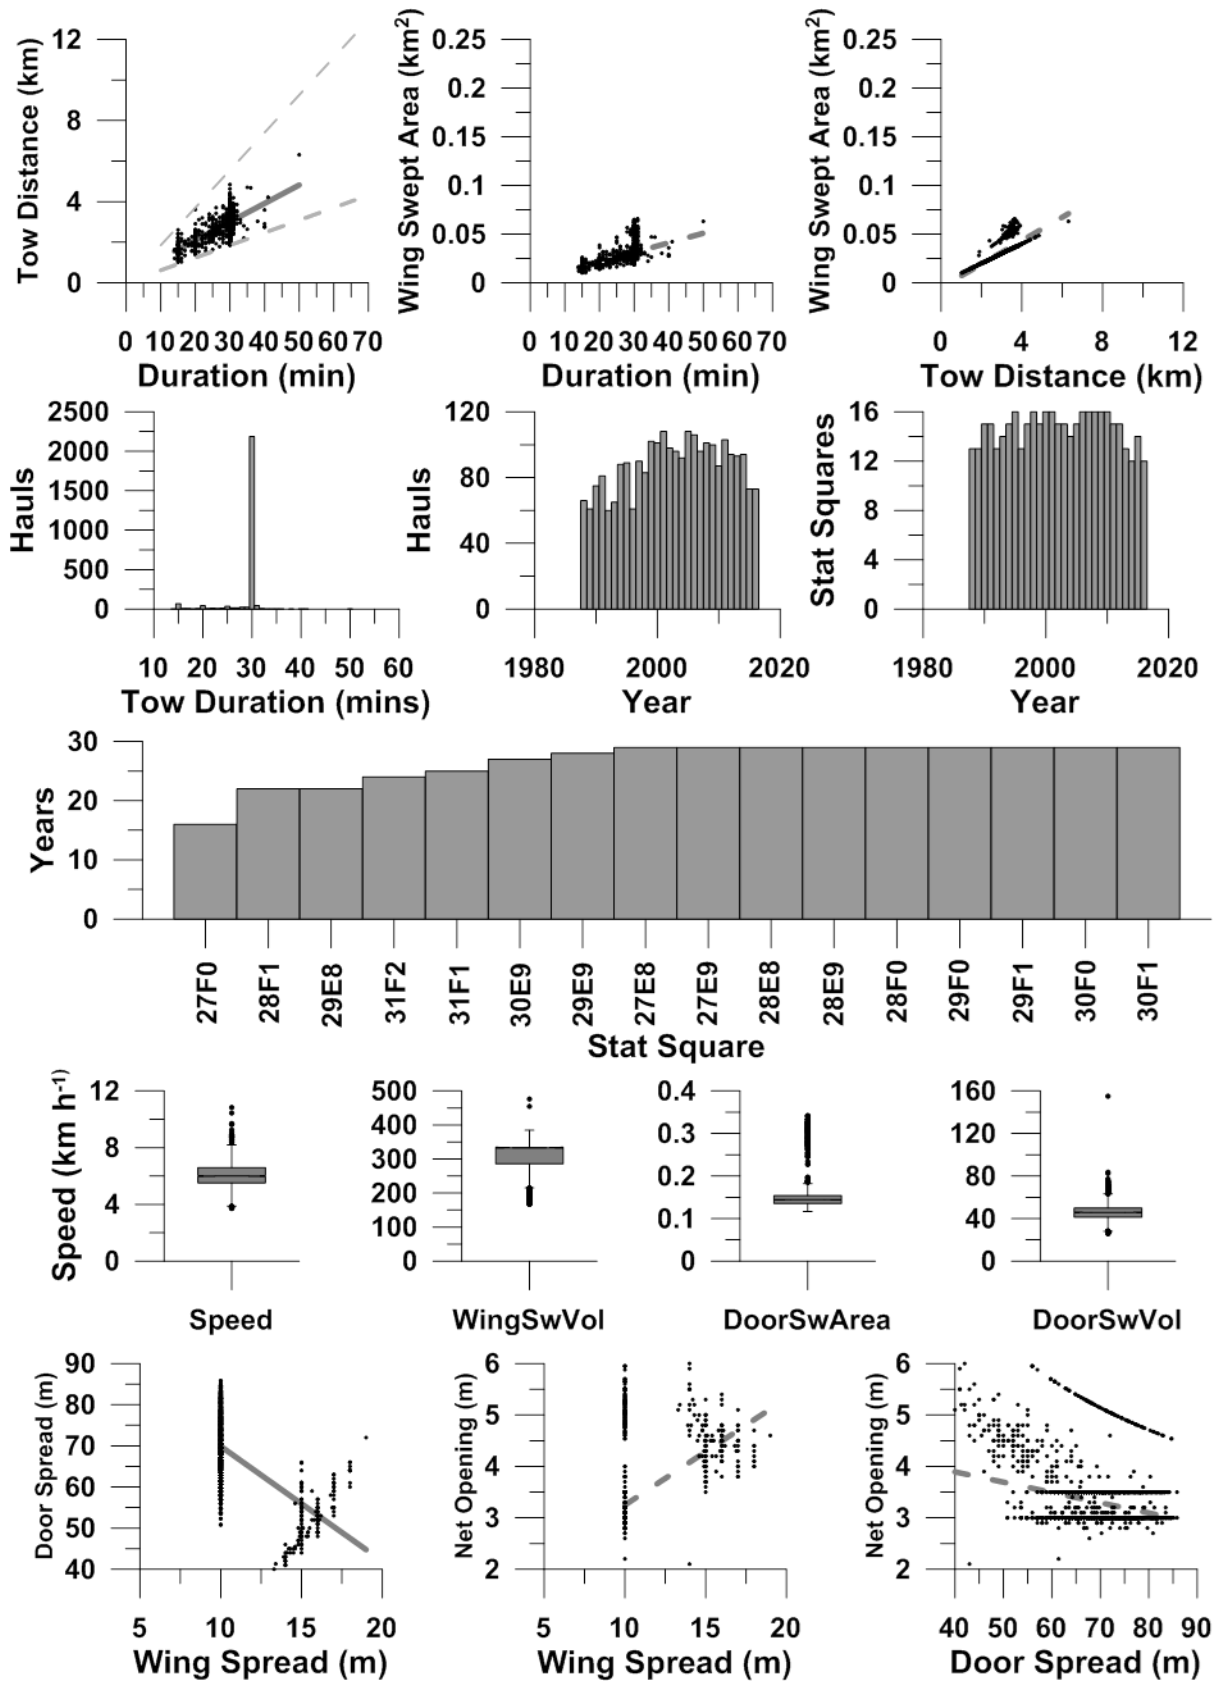 12
8
4
0
Tow Distance (km)
0 10 20 30 40 50 60 70
Duration (min)
0.25
0.2
0.15
0.1
0.05
0
Wing Swept Area (km²)
0 10 20 30 40 50 60 70
Duration (min)
0.25
0.2
0.15
0.1
0.05
0
Wing Swept Area (km²)
0 4 8 12
Tow Distance (km)
2500
2000
1500
1000
500
0
Hauls
10 20 30 40 50 60
Tow Duration (mins)
120
80
40
0
Hauls
1980 2000 2020
Year
16
12
8
4
0
Stat Squares
1980 2000 2020
Year
30
20
10
0
Years
27F0 28F1 29E8 31F2 31F1 30E9 29E9 27E8 27E9 28E8 28E9 28F0 29F0 29F1 30F0 30F1
Stat Square
12
8
4
0
Speed (km h⁻¹)
Speed
500
400
300
200
100
0
WingSwVol
0.4
0.3
0.2
0.1
0
DoorSwArea
160
120
80
40
0
DoorSwVol
90
80
70
60
50
40
Door Spread (m)
5 10 15 20
Wing Spread (m)
6
5
4
3
2
Net Opening (m)
5 10 15 20
Wing Spread (m)
6
5
4
3
2
Net Opening (m)
40 50 60 70 80 90
Door Spread (m)